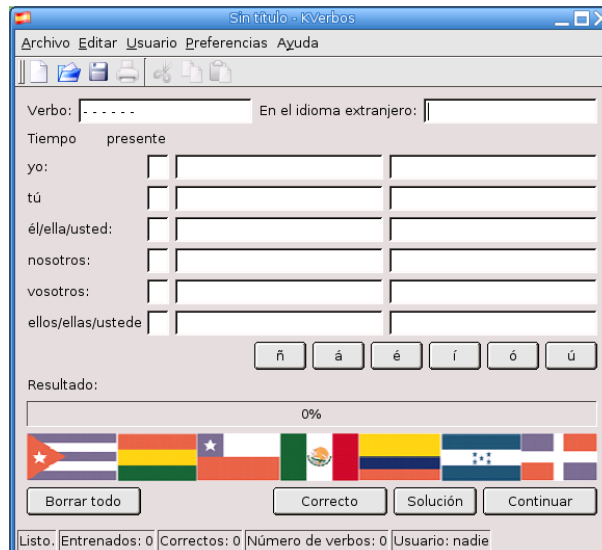 Sin título - KVerbos
Archivo Editar Usuario Preferencias Ayuda
Verbo: - - - - - - En el idioma extranjero:
Tiempo presente
yo:
tú
él/ella/usted:
nosotros:
vosotros:
ellos/ellas/ustede
ñ á é í ó ú
Resultado:
0%
Borrar todo Correcto Solución Continuar
Listo. Entrenados: 0 Correctos: 0 Número de verbos: 0 Usuario: nadie